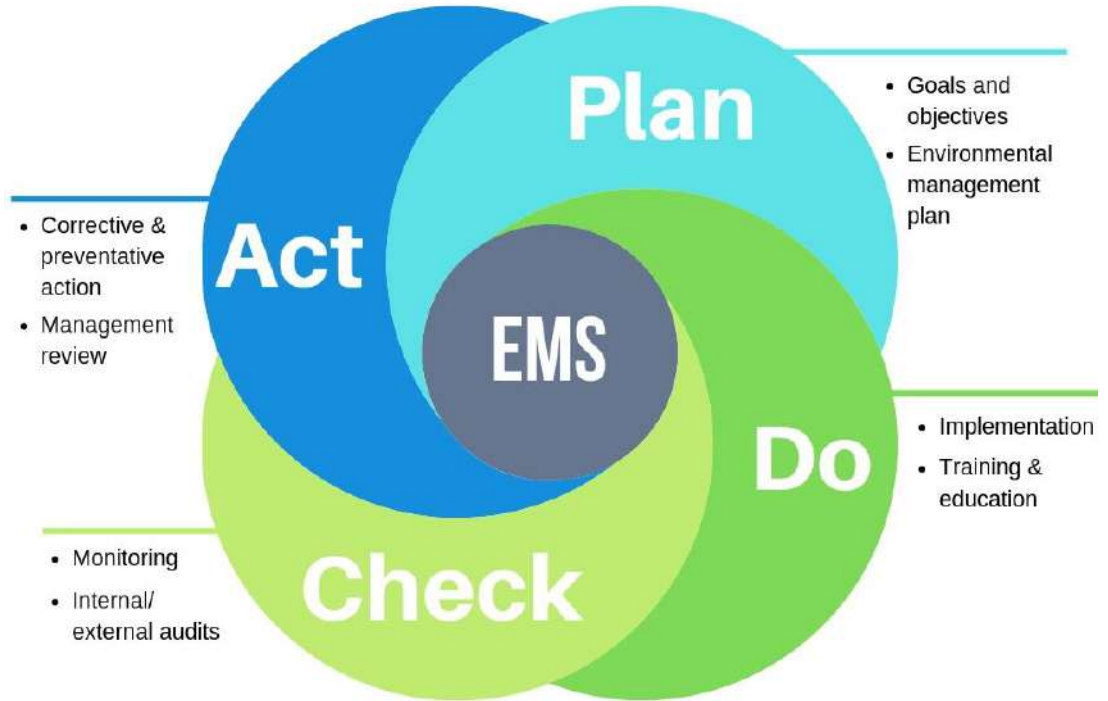 Plan
• Goals and
objectives
• Environmental
management
plan
Act
• Corrective &
preventative
action
• Management
review
EMS
Do
• Implementation
• Training &
education
Check
• Monitoring
• Internal/
external audits